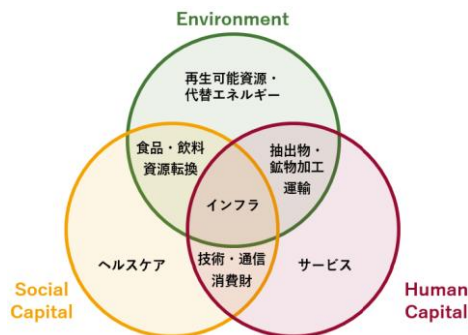 Environment
再生可能資源・
代替エネルギー
食品・飲料
資源転換
抽出物・
鉱物加工
運輸
インフラ
ヘルスケア
技術・通信
消費財
サービス
Social
Capital
Human
Capital